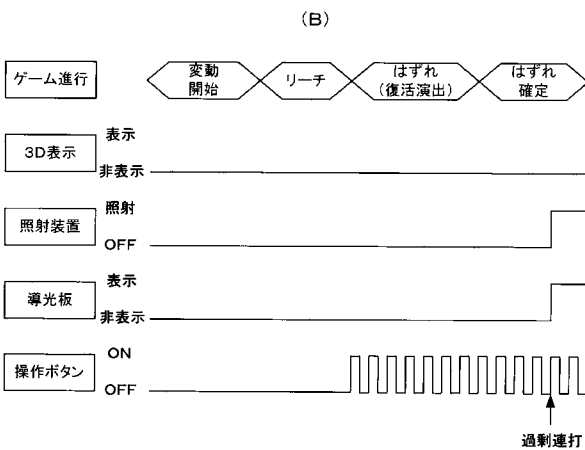 (B)
ゲーム進行
変動
開始
リーチ
はずれ
(復活演出)
はずれ
確定
3D表示
表示
非表示
照射装置
照射
OFF
導光板
表示
非表示
操作ボタン
ON
OFF
過剰連打